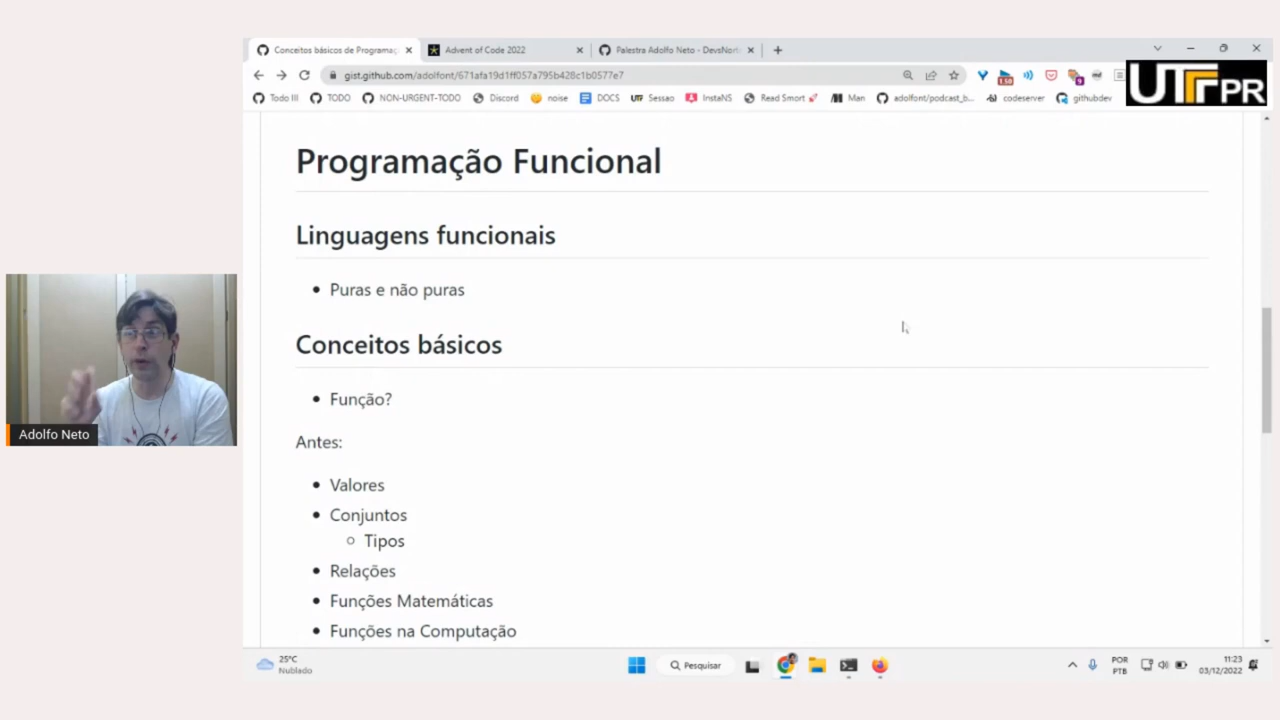 Conceitos básicos de Programaç
Advent of Code 2022
Palestra Adolfo Neto - DevsNort
gist.github.com/adolfont/671afa19d1ff057a795b428c1b0577e7
Todo III
TODO
NON-URGENT-TODO
Discord
noise
DOCS
UTF Sessao
InstaNS
Read Smort
Man
adolfont/podcast_b...
codeserver
githubdev
UTFPR
Programação Funcional
Linguagens funcionais
Puras e não puras
Conceitos básicos
Função?
Antes:
Valores
Conjuntos
Tipos
Relações
Funções Matemáticas
Funções na Computação
Adolfo Neto
25°C
Nublado
Pesquisar
POR
PTB
11:23
03/12/2022